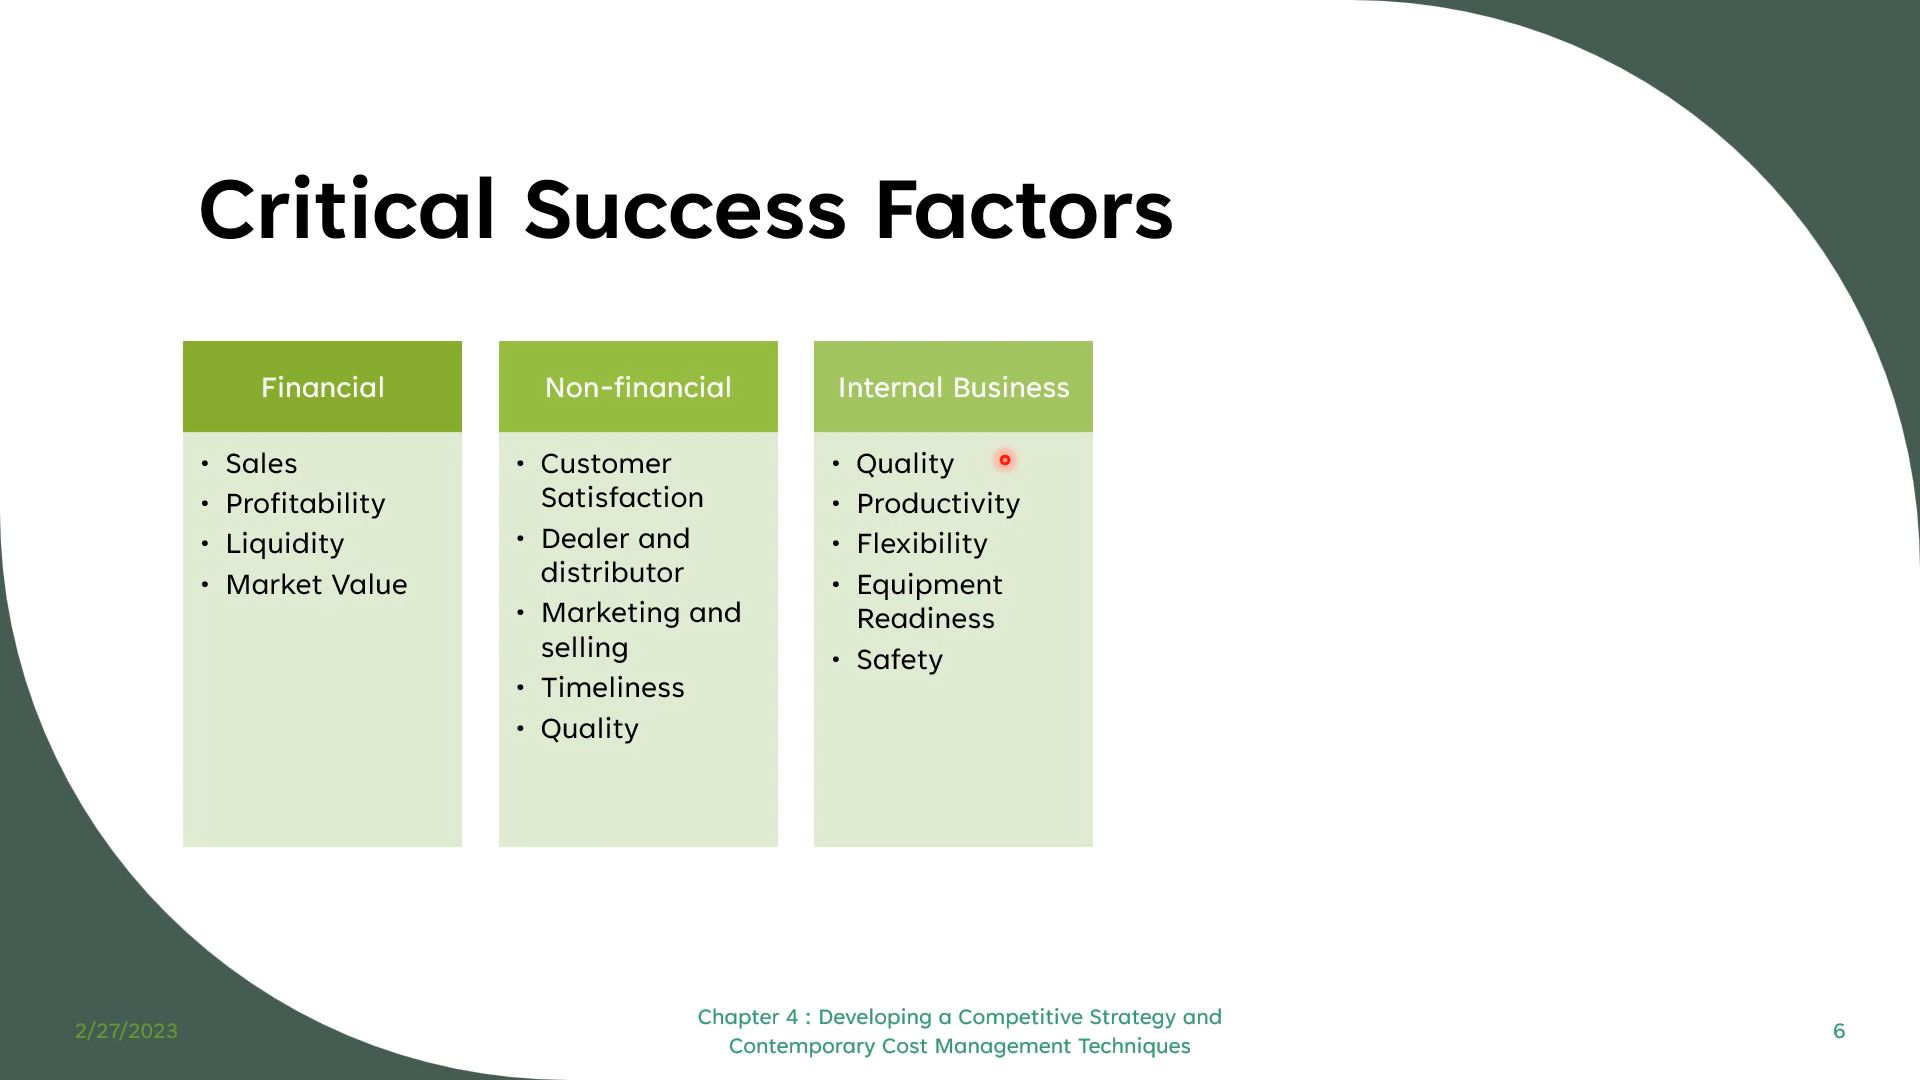 Critical Success Factors
Financial
• Sales
• Profitability
• Liquidity
• Market Value
Non-financial
• Customer
Satisfaction
• Dealer and
distributor
• Marketing and
selling
• Timeliness
• Quality
Internal Business
• Quality
• Productivity
• Flexibility
• Equipment
Readiness
• Safety
2/27/2023
Chapter 4 : Developing a Competitive Strategy and
Contemporary Cost Management Techniques
6